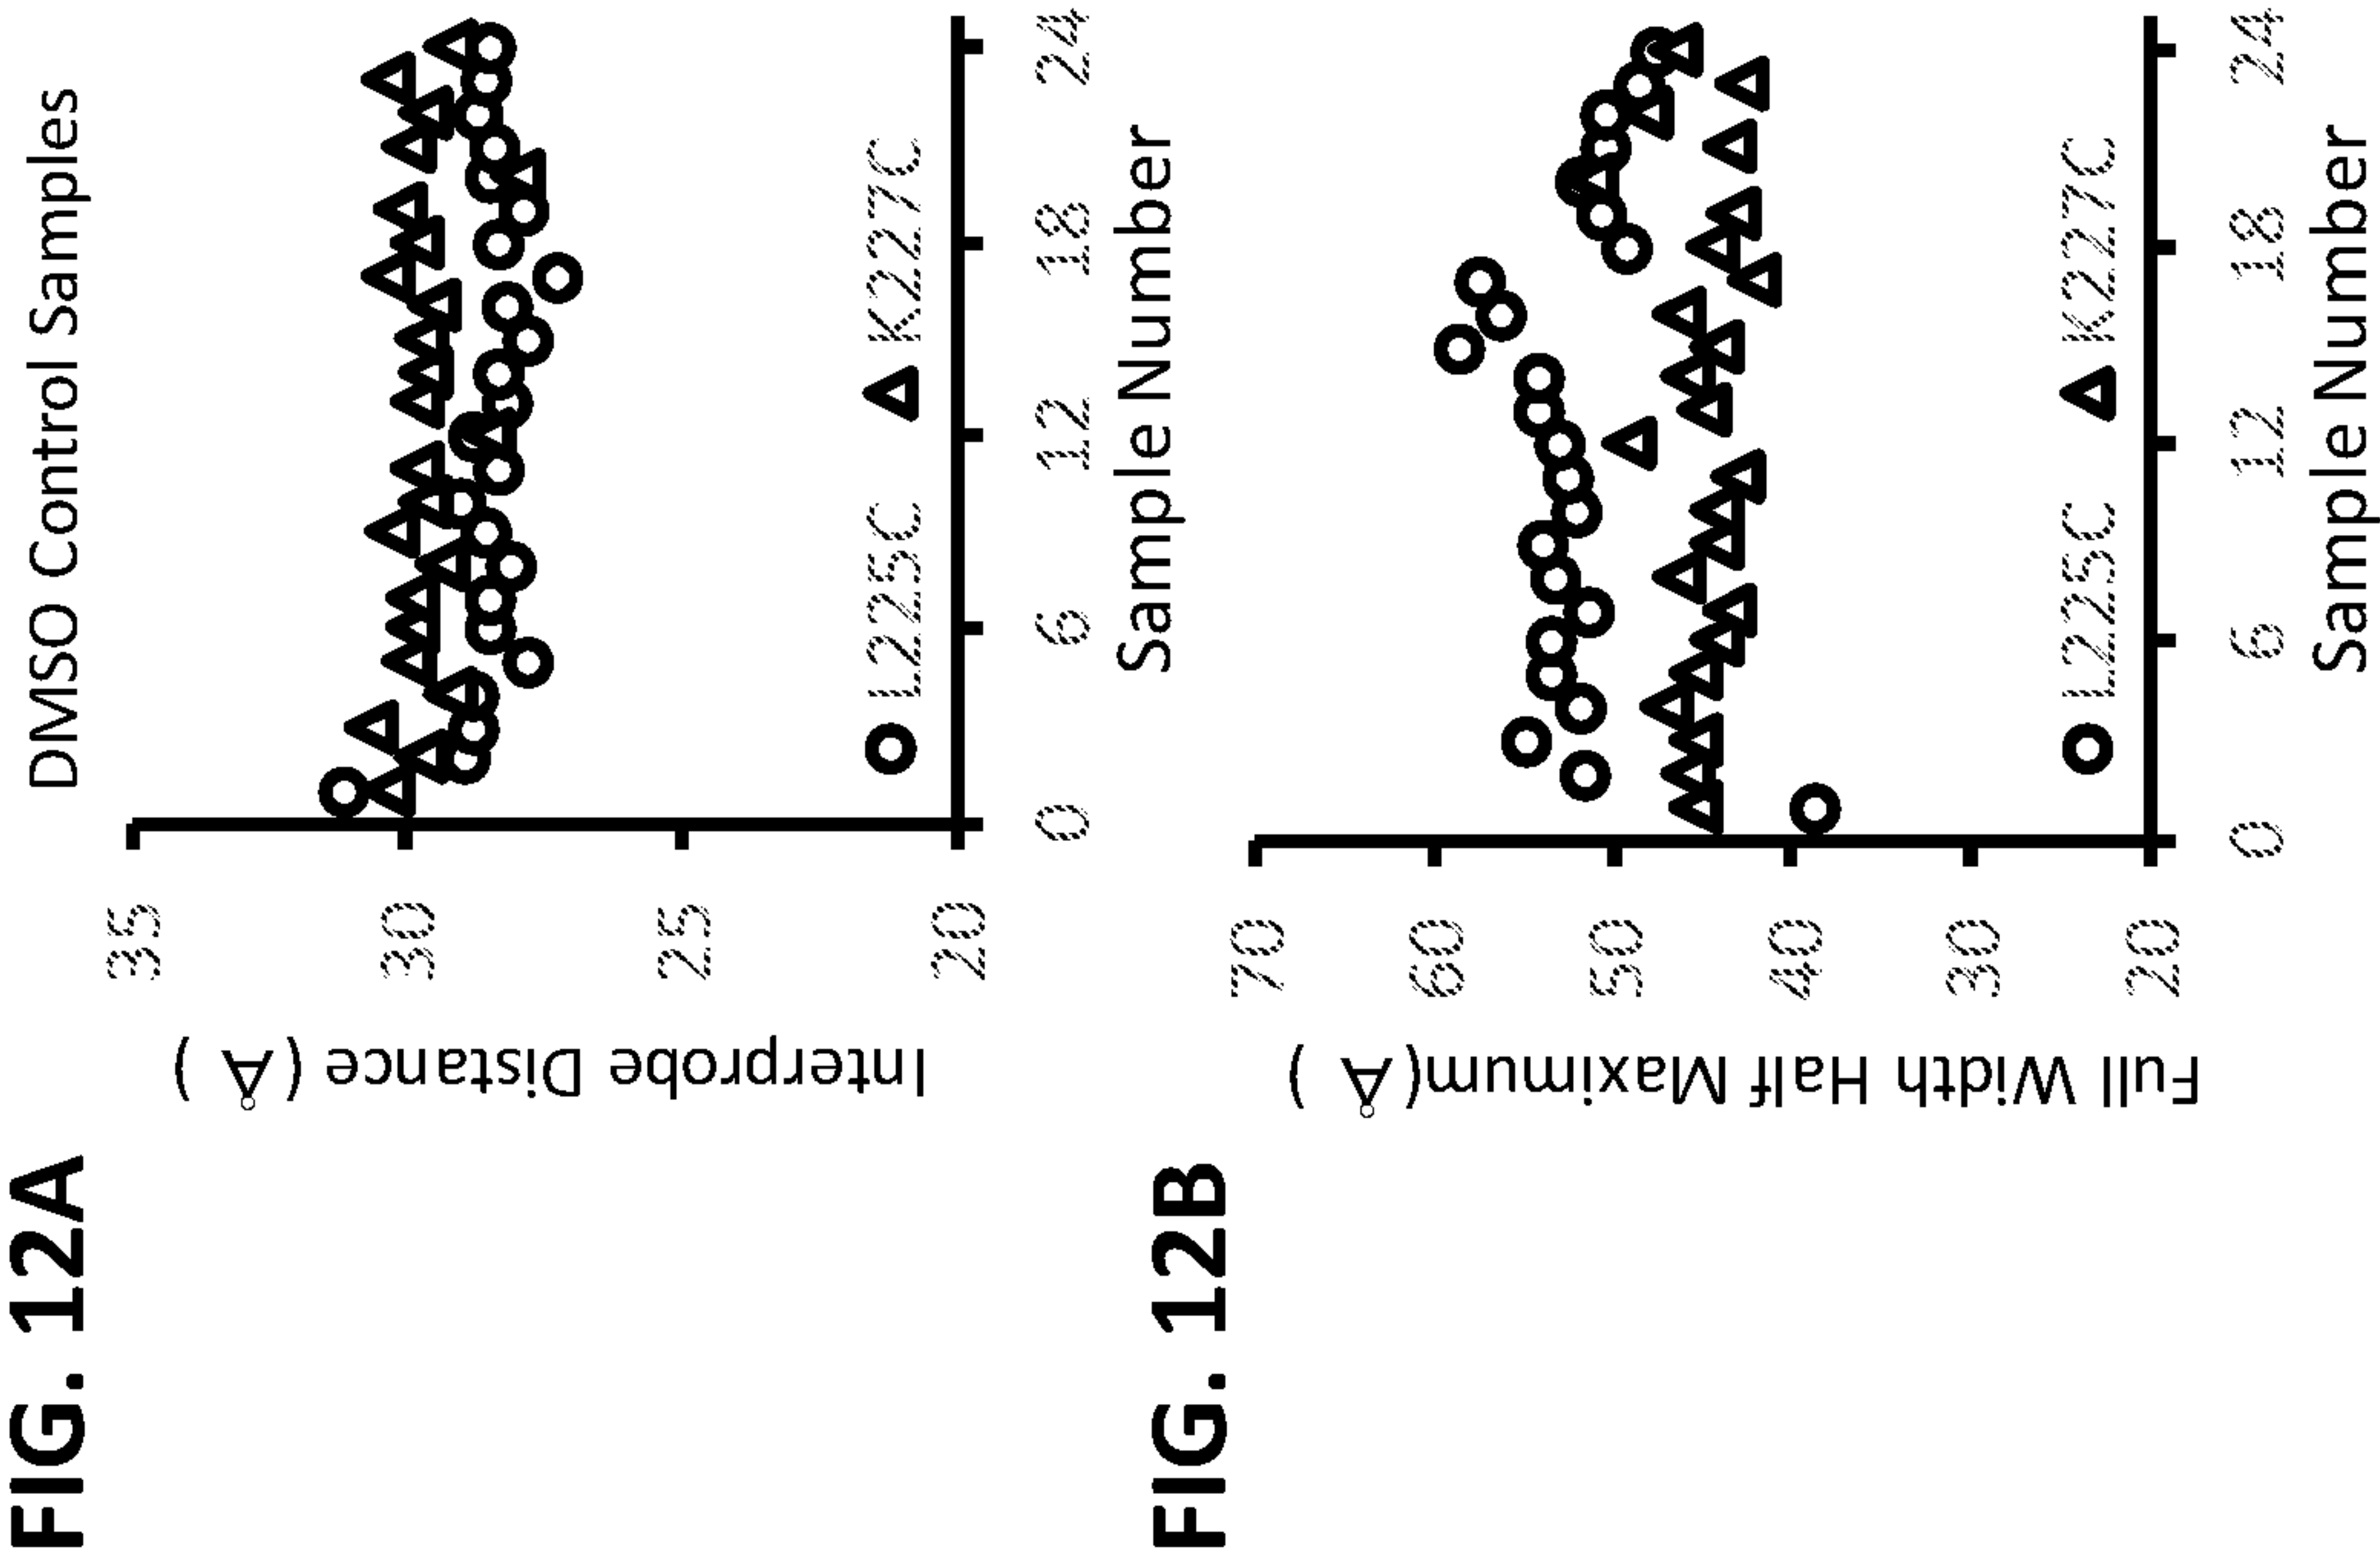 FIG. 12A
DMSO Control Samples
Interprobe Distance (Å )
35
30
25
20
L225C
K227C
0
6
12
18
24
Sample Number
FIG. 12B
Full Width Half Maximum(Å )
70
60
50
40
30
20
L225C
K227C
0
6
12
18
24
Sample Number